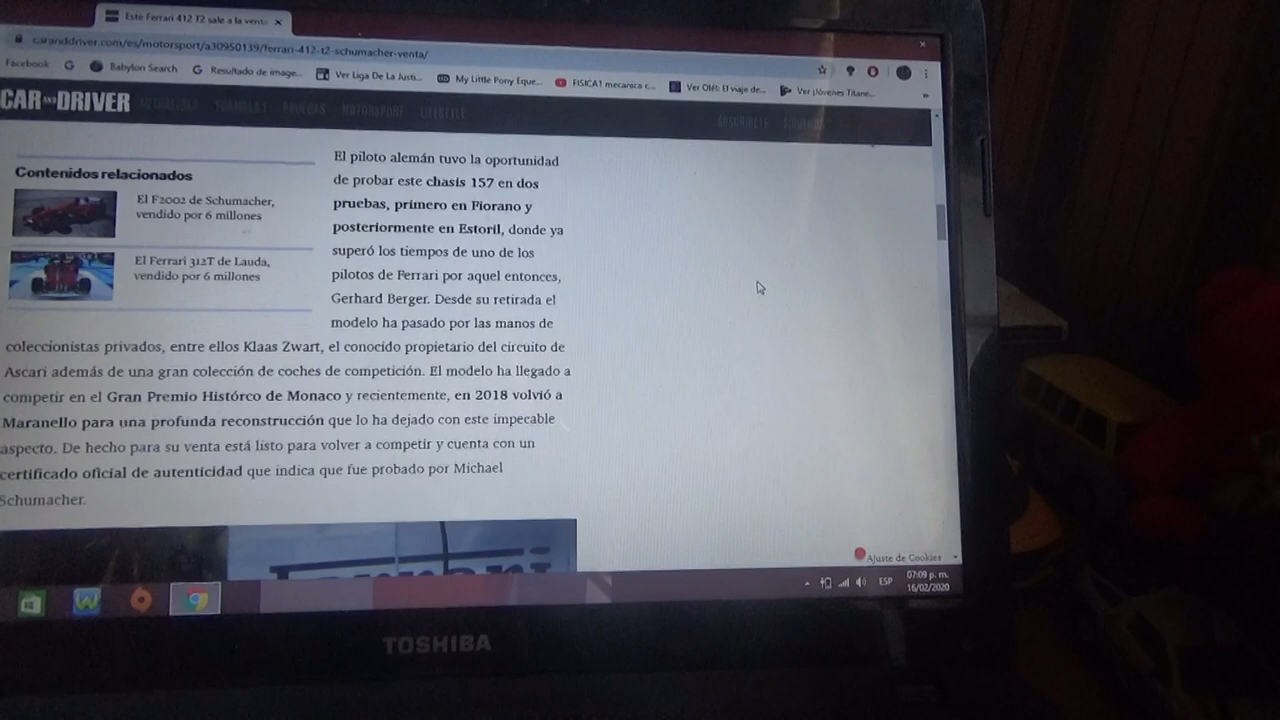 Este Ferrari 412 T2 sale a la venta
caranddriver.com/es/motorsport/a30950139/ferrari-412-t2-schumacher-venta/
Facebook Babylon Search Resultado de image... Ver Liga De La Justi... My Little Pony Eque... FISICA1 mecanica c... Ver Olé!: El viaje de... Ver ¡Jóvenes Titane... »
CAR AND DRIVER ACTUALIDAD FÓRMULA 1 PRUEBAS MOTORSPORT LIFESTYLE SUSCRÍBETE
Contenidos relacionados
El F2002 de Schumacher,
vendido por 6 millones
El Ferrari 312T de Lauda,
vendido por 6 millones
El piloto alemán tuvo la oportunidad
de probar este chasis 157 en dos
pruebas, primero en Fiorano y
posteriormente en Estoril, donde ya
superó los tiempos de uno de los
pilotos de Ferrari por aquel entonces,
Gerhard Berger. Desde su retirada el
modelo ha pasado por las manos de
coleccionistas privados, entre ellos Klaas Zwart, el conocido propietario del circuito de
Ascari además de una gran colección de coches de competición. El modelo ha llegado a
competir en el Gran Premio Histórco de Monaco y recientemente, en 2018 volvió a
Maranello para una profunda reconstrucción que lo ha dejado con este impecable
aspecto. De hecho para su venta está listo para volver a competir y cuenta con un
certificado oficial de autenticidad que indica que fue probado por Michael
Schumacher.
Ferrari
Ajuste de Cookies
ESP 07:09 p. m.
16/02/2020
TOSHIBA